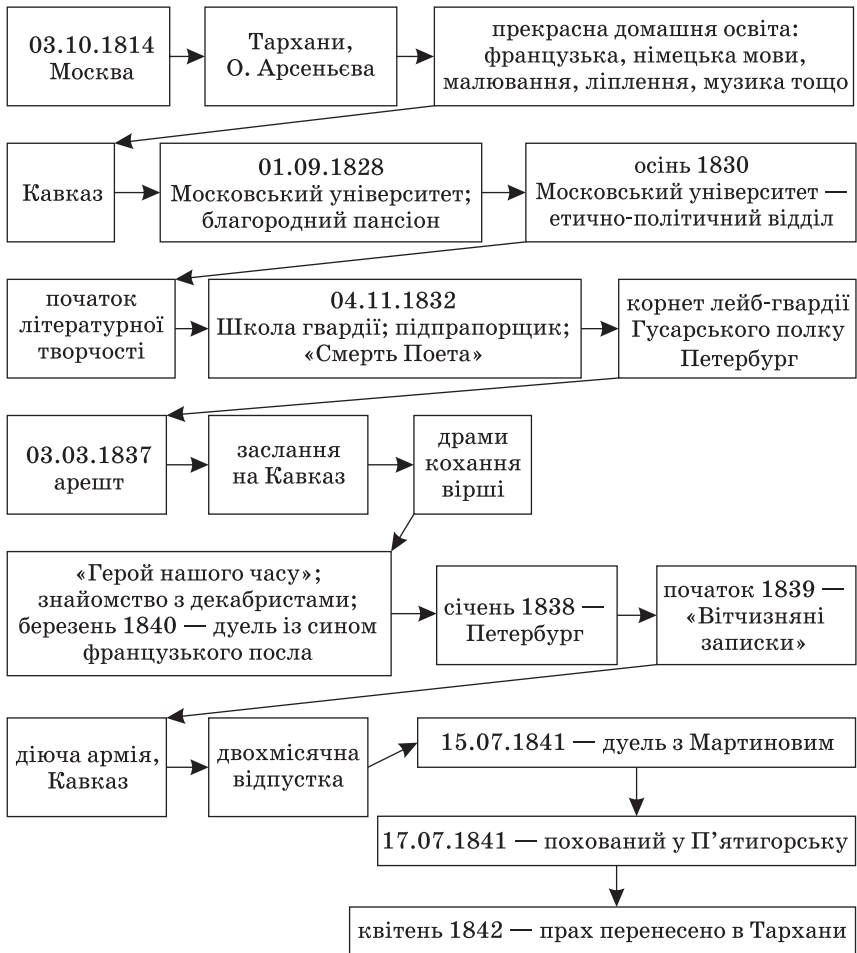 03.10.1814
Москва
Тархани,
О. Арсеньєва
прекрасна домашня освіта:
французька, німецька мови,
малювання, ліплення, музика тощо
Кавказ
01.09.1828
Московський університет;
благородний пансіон
осінь 1830
Московський університет —
етично-політичний відділ
початок
літературної
творчості
04.11.1832
Школа гвардії; підпрапорщик;
«Смерть Поета»
корнет лейб-гвардії
Гусарського полку
Петербург
03.03.1837
арешт
заслання
на Кавказ
драми
кохання
вірші
«Герой нашого часу»;
знайомство з декабристами;
березень 1840 — дуель із сином
французького посла
січень 1838 —
Петербург
початок 1839 —
«Вітчизняні
записки»
діюча армія,
Кавказ
двохмісячна
відпустка
15.07.1841 — дуель з Мартиновим
17.07.1841 — похований у П’ятигорську
квітень 1842 — прах перенесено в Тархани